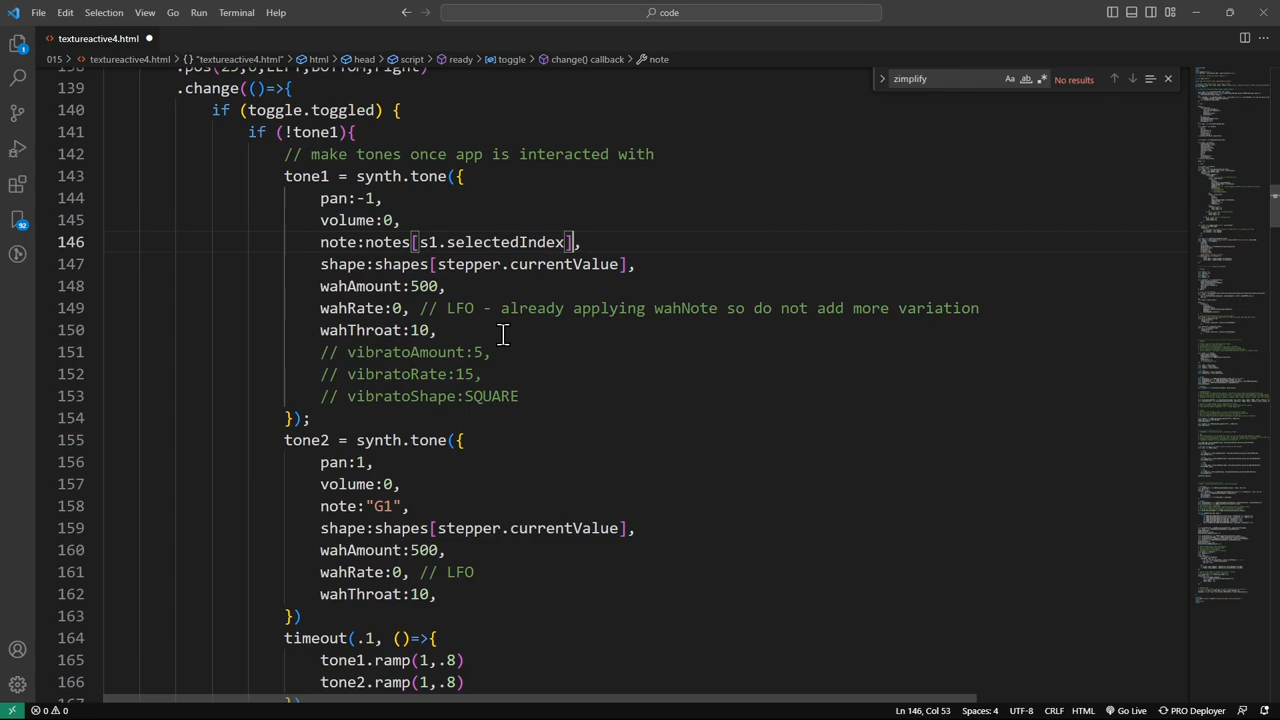 File Edit Selection View Go Run Terminal Help
code
textureactive4.html
015 textureactive4.html {} "textureactive4.html" html head script ready toggle change() callback note
zimplify Aa ab No results
139 .change(()=>{
140 if (toggle.toggled) {
141 if (!tone1){
142 // make tones once app is interacted with
143 tone1 = synth.tone({
144 pan:-1,
145 volume:0,
146 note:notes[s1.selectedIndex],
147 shape:shapes[stepper.currentValue],
148 wahAmount:500,
149 wahRate:0, // LFO - already applying wahNote so do not add more variation
150 wahThroat:10,
151 // vibratoAmount:5,
152 // vibratoRate:15,
153 // vibratoShape:SQUARE
154 });
155 tone2 = synth.tone({
156 pan:1,
157 volume:0,
158 note:"G1",
159 shape:shapes[stepper.currentValue],
160 wahAmount:500,
161 wahRate:0, // LFO
162 wahThroat:10,
163 })
164 timeout(.1, ()=>{
165 tone1.ramp(1,.8)
166 tone2.ramp(1,.8)
1
92
0 0 Ln 146, Col 53 Spaces: 4 UTF-8 CRLF HTML Go Live PRO Deployer